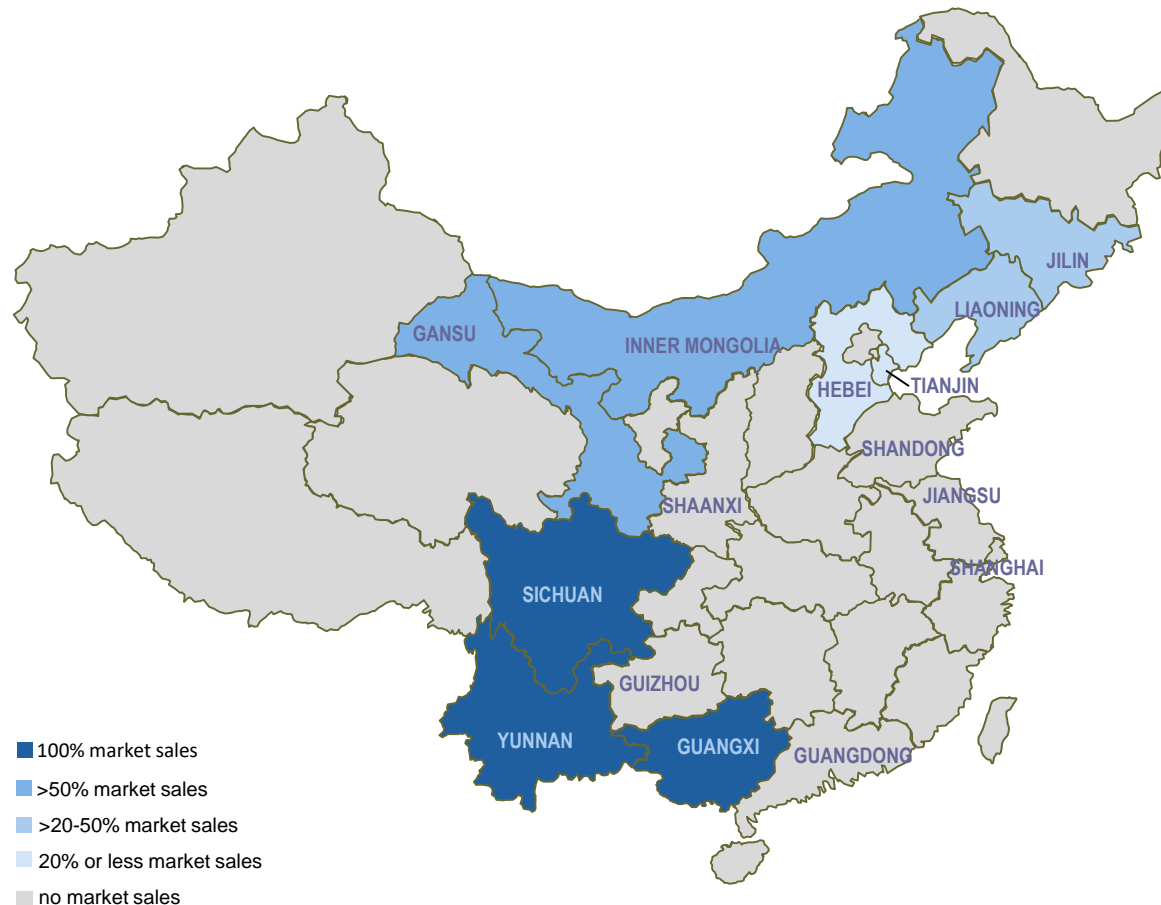 JILIN
LIAONING
GANSU
INNER MONGOLIA
HEBEI
TIANJIN
SHANDONG
JIANGSU
SHAANXI
SHANGHAI
SICHUAN
GUIZHOU
YUNNAN
GUANGXI
GUANGDONG
100% market sales
>50% market sales
>20-50% market sales
20% or less market sales
no market sales